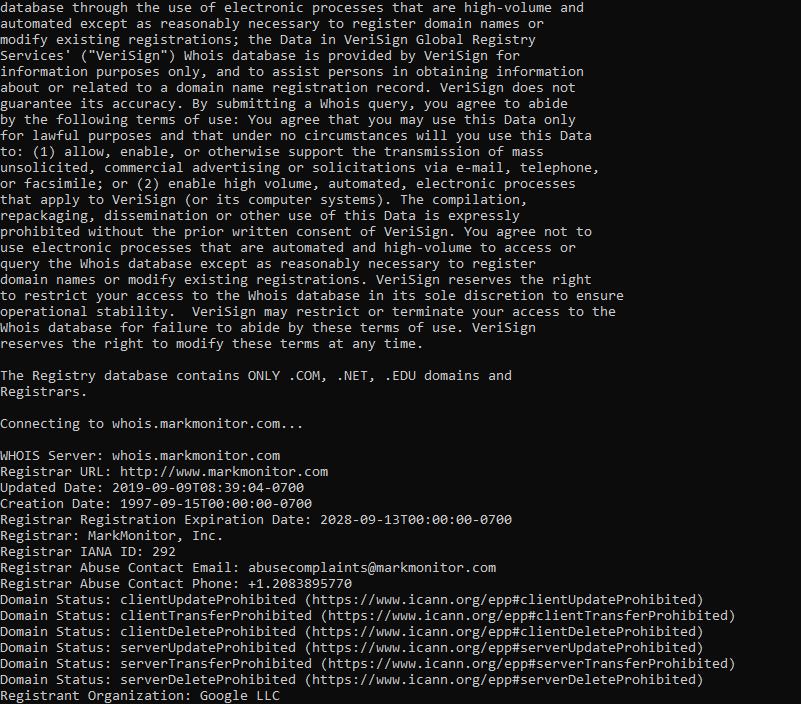 database through the use of electronic processes that are high-volume and
automated except as reasonably necessary to register domain names or
modify existing registrations; the Data in VeriSign Global Registry
Services' ("VeriSign") Whois database is provided by VeriSign for
information purposes only, and to assist persons in obtaining information
about or related to a domain name registration record. VeriSign does not
guarantee its accuracy. By submitting a Whois query, you agree to abide
by the following terms of use: You agree that you may use this Data only
for lawful purposes and that under no circumstances will you use this Data
to: (1) allow, enable, or otherwise support the transmission of mass
unsolicited, commercial advertising or solicitations via e-mail, telephone,
or facsimile; or (2) enable high volume, automated, electronic processes
that apply to VeriSign (or its computer systems). The compilation,
repackaging, dissemination or other use of this Data is expressly
prohibited without the prior written consent of VeriSign. You agree not to
use electronic processes that are automated and high-volume to access or
query the Whois database except as reasonably necessary to register
domain names or modify existing registrations. VeriSign reserves the right
to restrict your access to the Whois database in its sole discretion to ensure
operational stability.  VeriSign may restrict or terminate your access to the
Whois database for failure to abide by these terms of use. VeriSign
reserves the right to modify these terms at any time.

The Registry database contains ONLY .COM, .NET, .EDU domains and
Registrars.

Connecting to whois.markmonitor.com...

WHOIS Server: whois.markmonitor.com
Registrar URL: http://www.markmonitor.com
Updated Date: 2019-09-09T08:39:04-0700
Creation Date: 1997-09-15T00:00:00-0700
Registrar Registration Expiration Date: 2028-09-13T00:00:00-0700
Registrar: MarkMonitor, Inc.
Registrar IANA ID: 292
Registrar Abuse Contact Email: abusecomplaints@markmonitor.com
Registrar Abuse Contact Phone: +1.2083895770
Domain Status: clientUpdateProhibited (https://www.icann.org/epp#clientUpdateProhibited)
Domain Status: clientTransferProhibited (https://www.icann.org/epp#clientTransferProhibited)
Domain Status: clientDeleteProhibited (https://www.icann.org/epp#clientDeleteProhibited)
Domain Status: serverUpdateProhibited (https://www.icann.org/epp#serverUpdateProhibited)
Domain Status: serverTransferProhibited (https://www.icann.org/epp#serverTransferProhibited)
Domain Status: serverDeleteProhibited (https://www.icann.org/epp#serverDeleteProhibited)
Registrant Organization: Google LLC